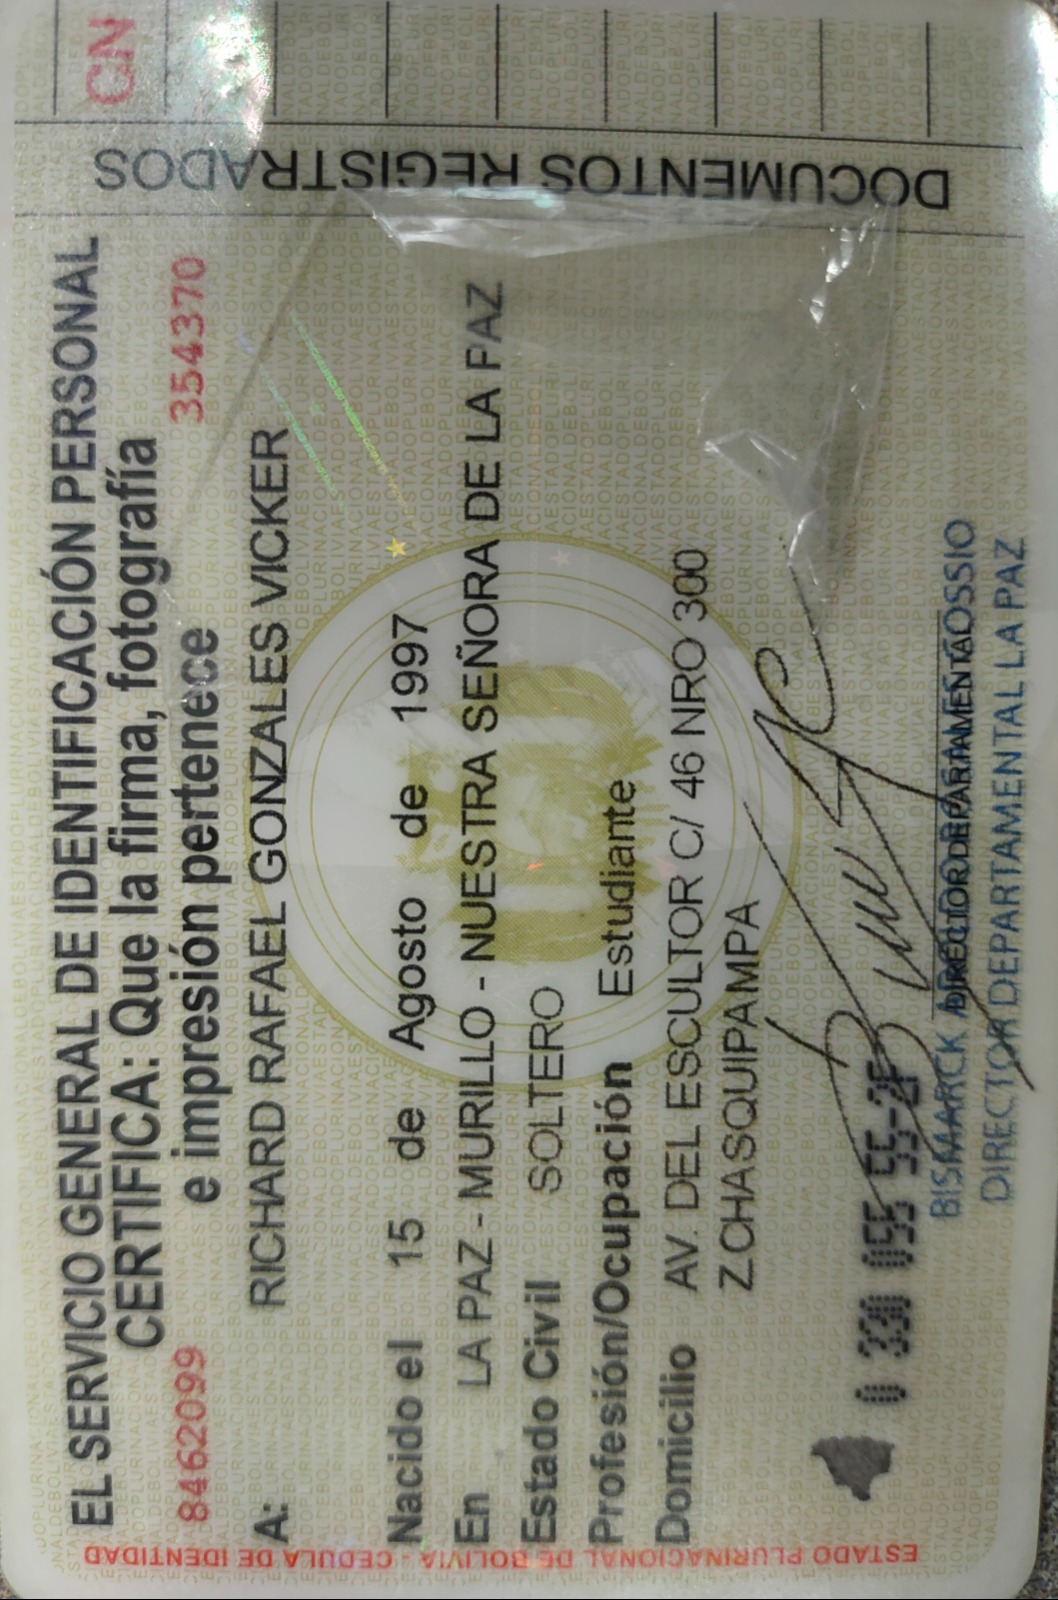 EL SERVICIO GENERAL DE IDENTIFICACIÓN PERSONAL
CERTIFICA: Que la firma, fotografía
e impresión pertenece
8462099
354370
A: RICHARD RAFAEL GONZALES VICKER
Nacido el 15 de Agosto de 1997
En LA PAZ - MURILLO - NUESTRA SEÑORA DE LA PAZ
Estado Civil SOLTERO
Profesión/Ocupación Estudiante
Domicilio AV. DEL ESCULTOR C/ 46 NRO 300
Z.CHASQUIPAMPA
BISMARCK
DIRECTOR DEPARTAMENTAL
DIRECTOR DEPARTAMENTAL LA PAZ
ESTADO PLURINACIONAL DE BOLIVIA - CEDULA DE IDENTIDAD
DOCUMENTOS REGISTRADOS
CN